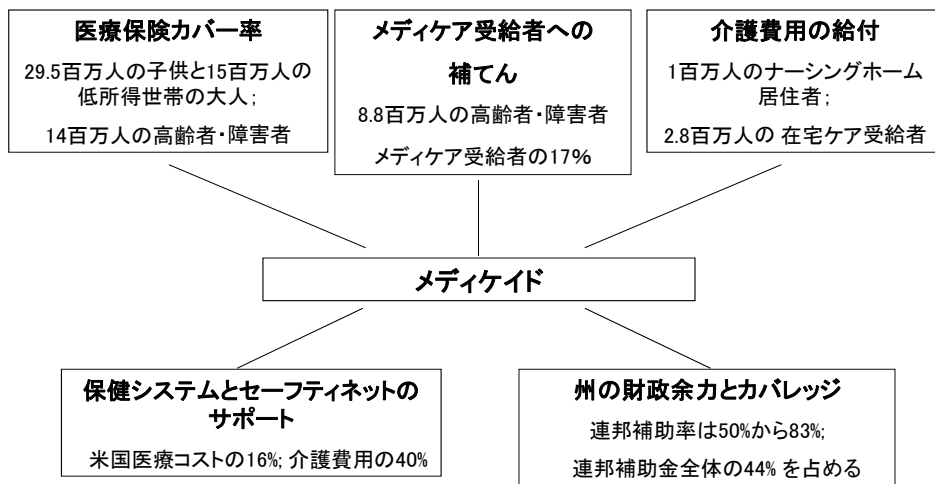 医療保険カバー率
29.5百万人の子供と15百万人の
低所得世帯の大人;
14百万人の高齢者・障害者
メディケア受給者への
補てん
8.8百万人の高齢者・障害者
メディケア受給者の17%
介護費用の給付
1百万人のナーシングホーム
居住者;
2.8百万人の 在宅ケア受給者
メディケイド
保健システムとセーフティネットの
サポート
米国医療コストの16%; 介護費用の40%
州の財政余力とカバレッジ
連邦補助率は50%から83%;
連邦補助金全体の44% を占める